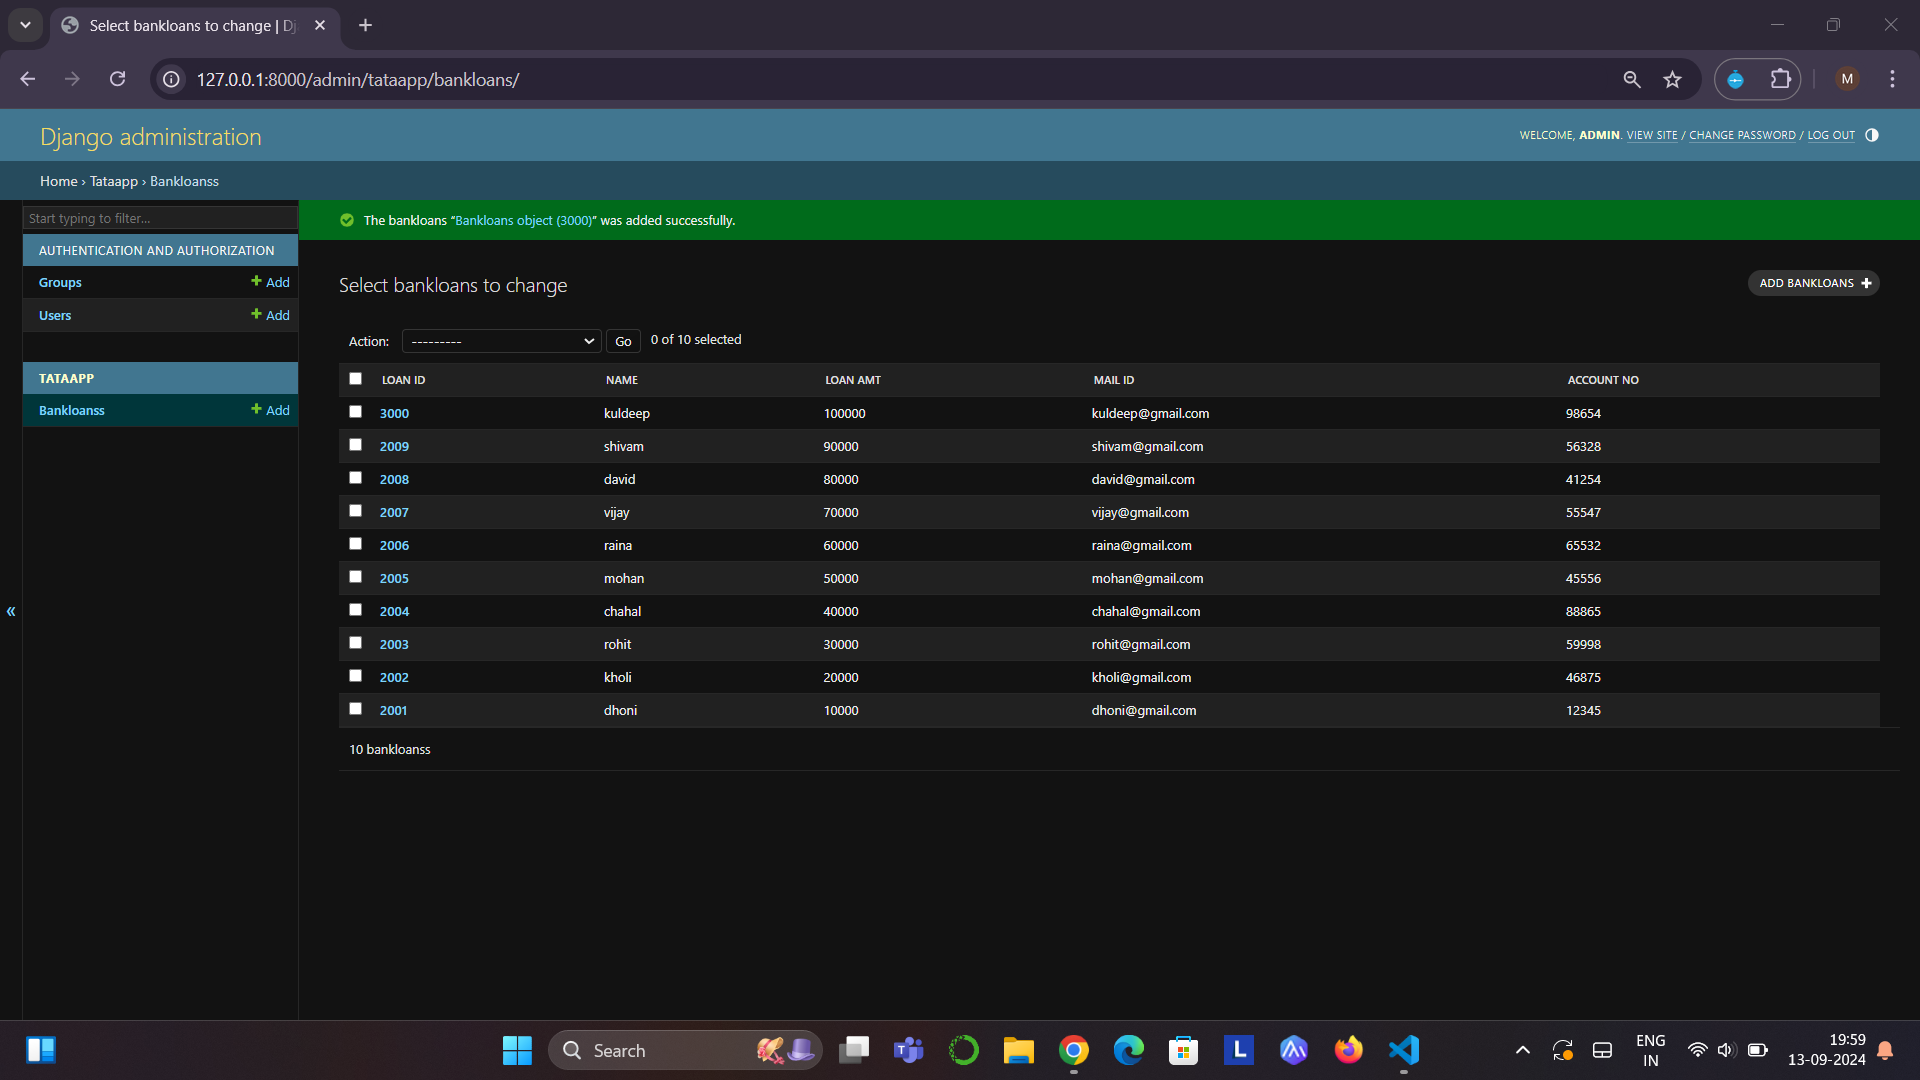 Select bankloans to change | Dj
127.0.0.1:8000/admin/tataapp/bankloans/
M
Django administration
WELCOME, ADMIN. VIEW SITE / CHANGE PASSWORD / LOG OUT
Home › Tataapp › Bankloanss
Start typing to filter...
The bankloans “Bankloans object (3000)” was added successfully.
AUTHENTICATION AND AUTHORIZATION
Groups + Add
Users + Add
TATAAPP
Bankloanss + Add
«
Select bankloans to change
ADD BANKLOANS +
Action: --------- Go 0 of 10 selected
LOAN ID NAME LOAN AMT MAIL ID ACCOUNT NO
3000 kuldeep 100000 kuldeep@gmail.com 98654
2009 shivam 90000 shivam@gmail.com 56328
2008 david 80000 david@gmail.com 41254
2007 vijay 70000 vijay@gmail.com 55547
2006 raina 60000 raina@gmail.com 65532
2005 mohan 50000 mohan@gmail.com 45556
2004 chahal 40000 chahal@gmail.com 88865
2003 rohit 30000 rohit@gmail.com 59998
2002 kholi 20000 kholi@gmail.com 46875
2001 dhoni 10000 dhoni@gmail.com 12345
10 bankloanss
Search
L
ENG
IN
19:59
13-09-2024